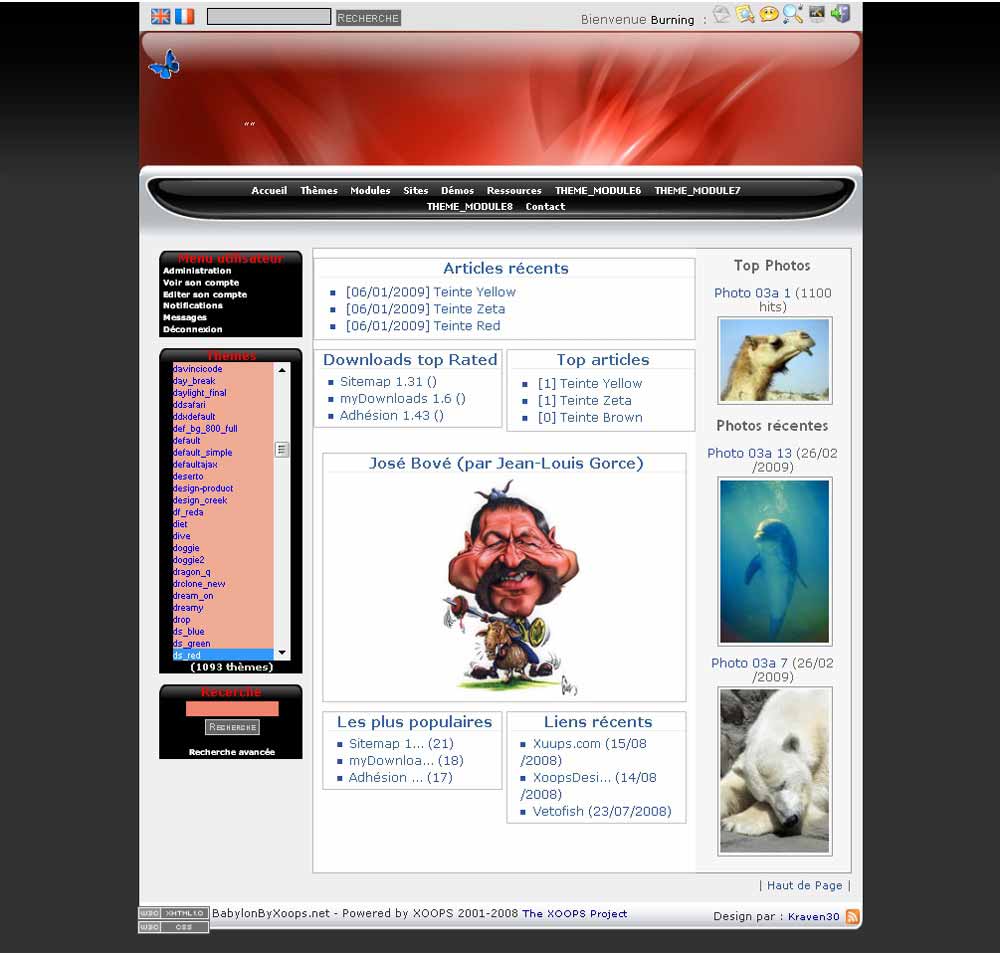 RECHERCHE
Bienvenue Burning :
“”
Accueil Thèmes Modules Sites Démos Ressources THEME_MODULE6 THEME_MODULE7
THEME_MODULE8 Contact
Menu utilisateur
Administration
Voir son compte
Editer son compte
Notifications
Messages
Déconnexion
Thèmes
davincicode
day_break
daylight_final
ddsafari
ddxdefault
def_bg_800_full
default
default_simple
defaultajax
deserto
design-product
design_creek
df_reda
diet
dive
doggie
doggie2
dragon_q
drclone_new
dream_on
dreamy
drop
ds_blue
ds_green
ds_red
(1093 thèmes)
Recerche
RECHERCHE
Recherche avancée
Articles récents
[06/01/2009] Teinte Yellow
[06/01/2009] Teinte Zeta
[06/01/2009] Teinte Red
Downloads top Rated
Sitemap 1.31 ()
myDownloads 1.6 ()
Adhésion 1.43 ()
Top articles
[1] Teinte Yellow
[1] Teinte Zeta
[0] Teinte Brown
José Bové (par Jean-Louis Gorce)
Les plus populaires
Sitemap 1... (21)
myDownloa... (18)
Adhésion ... (17)
Liens récents
Xuups.com (15/08
/2008)
XoopsDesi... (14/08
/2008)
Vetofish (23/07/2008)
Top Photos
Photo 03a 1 (1100
hits)
Photos récentes
Photo 03a 13 (26/02
/2009)
Photo 03a 7 (26/02
/2009)
| Haut de Page |
W3C XHTML1.0
W3C CSS
BabylonByXoops.net - Powered by XOOPS 2001-2008 The XOOPS Project
Design par : Kraven30